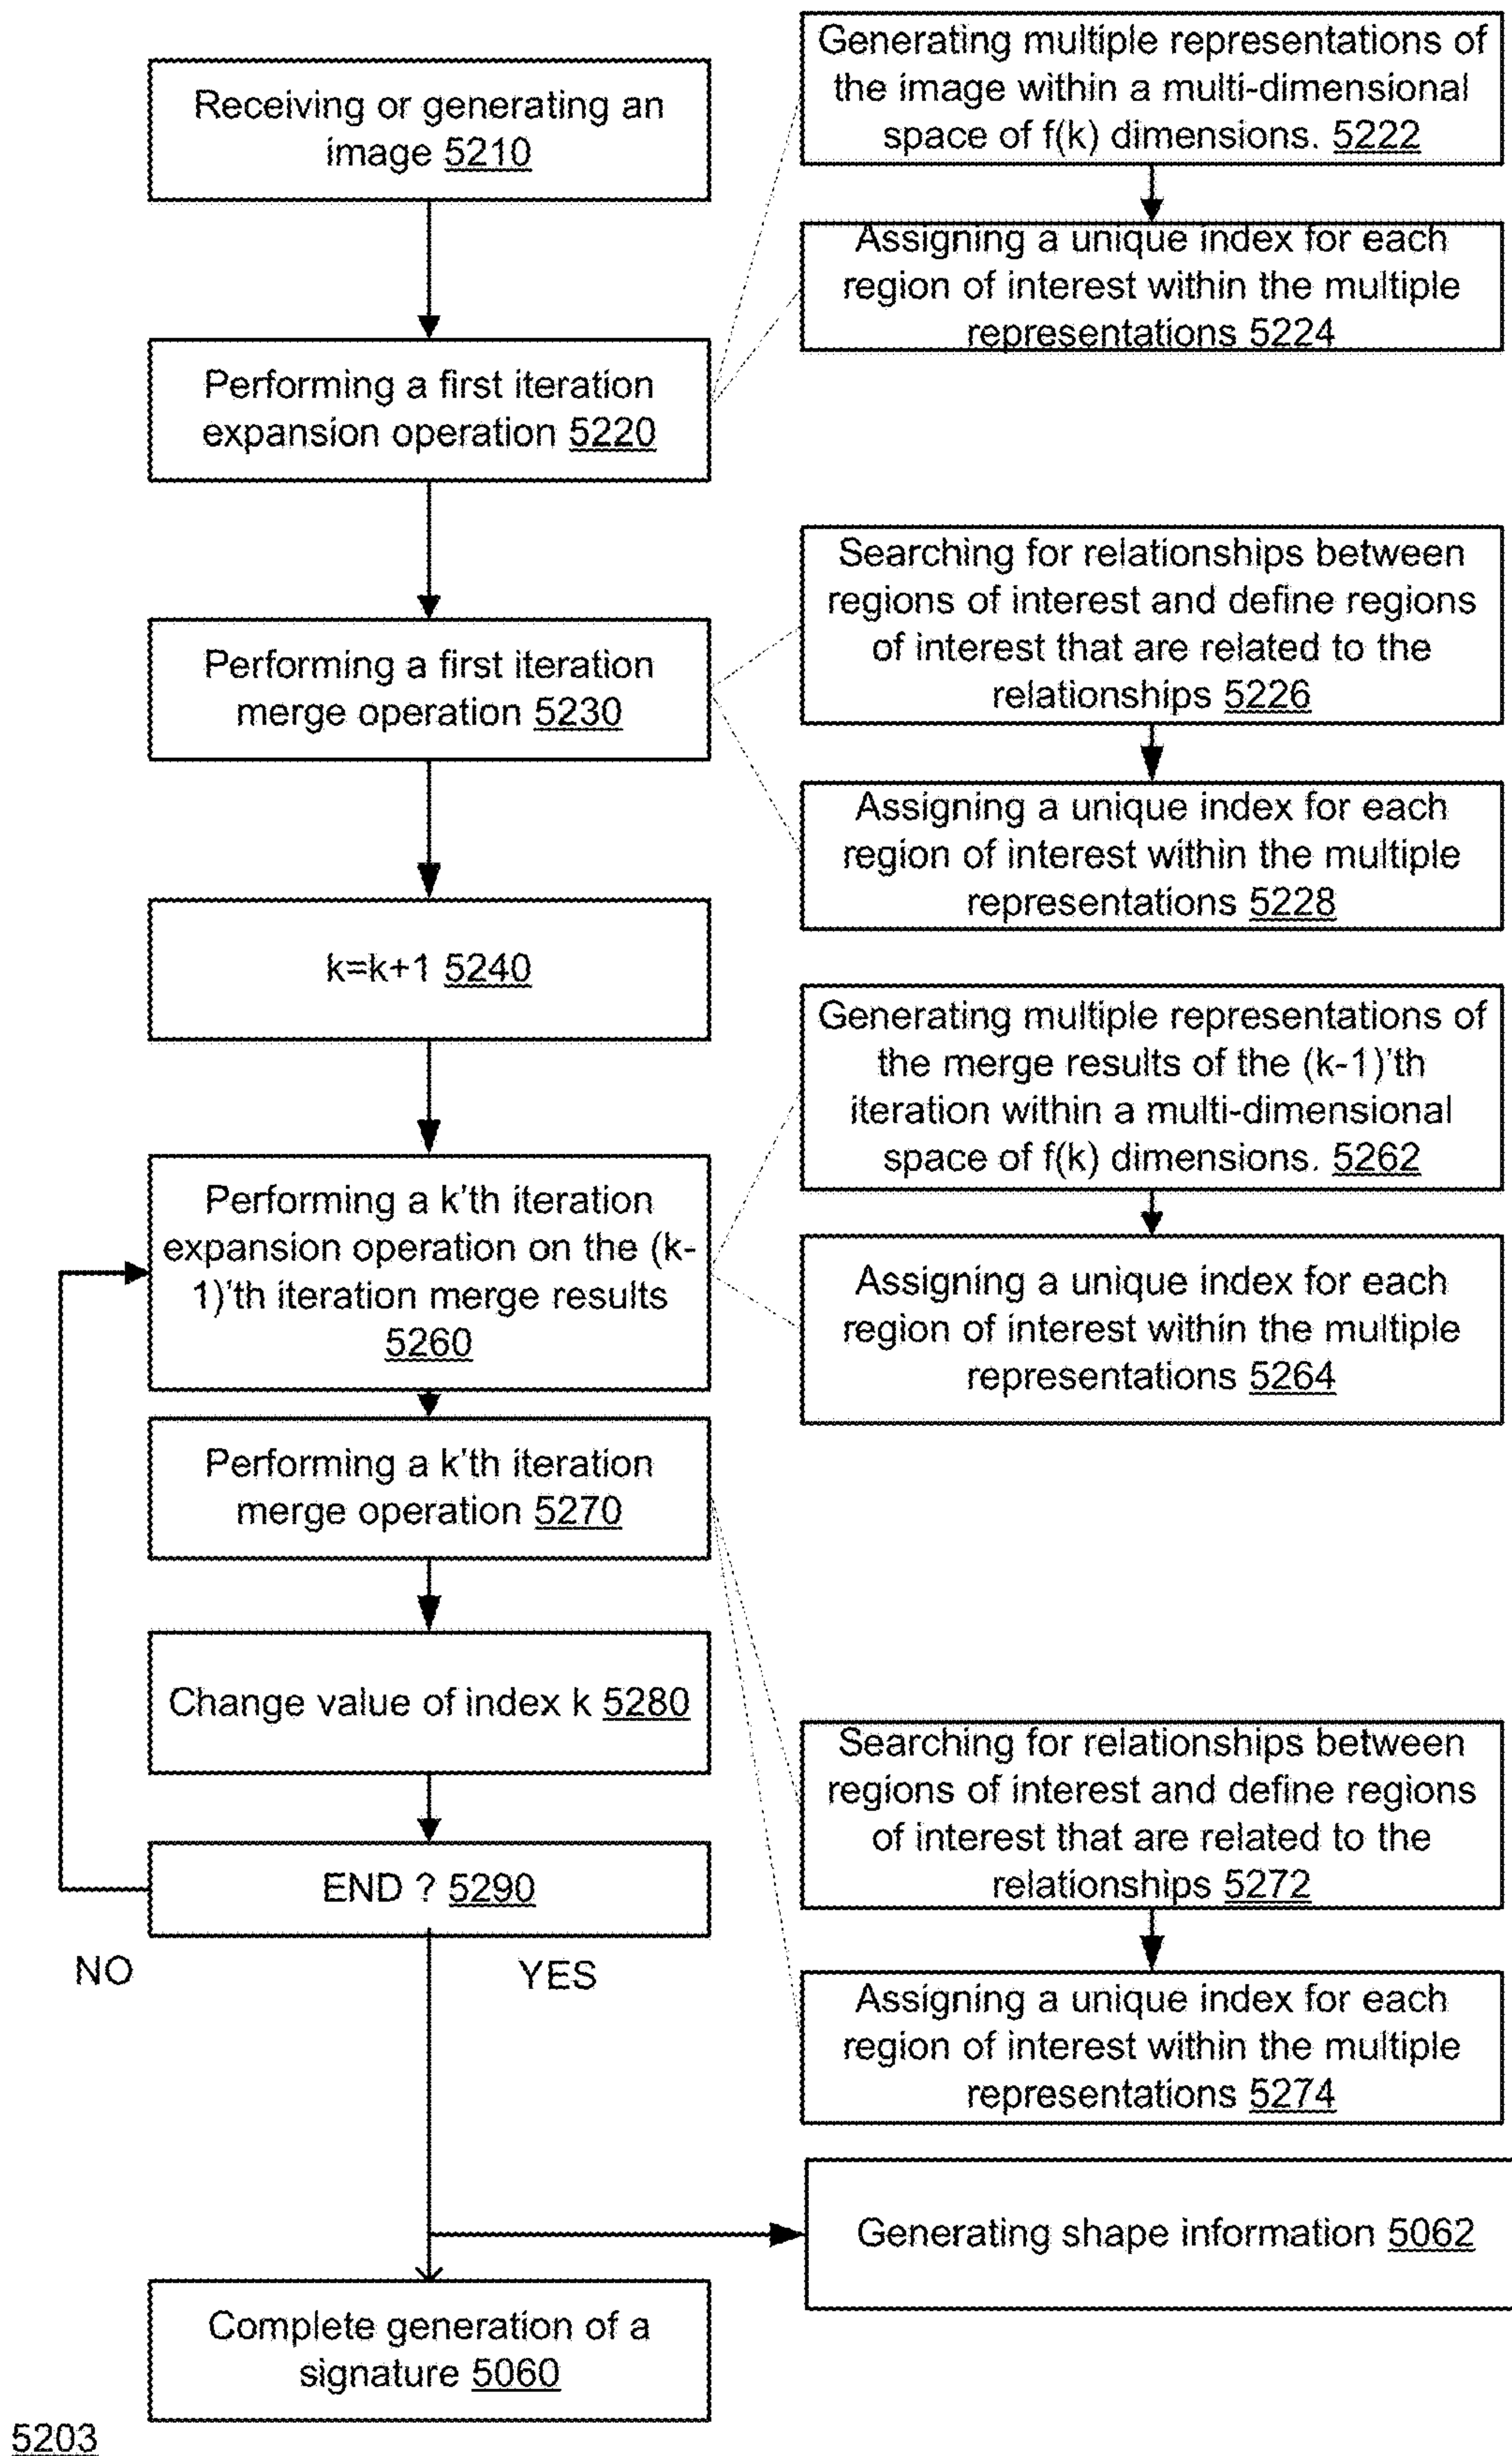 Receiving or generating an
image 5210
Generating multiple representations of
the image within a multi-dimensional
space of f(k) dimensions. 5222
Assigning a unique index for each
region of interest within the multiple
representations 5224
Performing a first iteration
expansion operation 5220
Searching for relationships between
regions of interest and define regions
of interest that are related to the
relationships 5226
Performing a first iteration
merge operation 5230
Assigning a unique index for each
region of interest within the multiple
representations 5228
k=k+1 5240
Generating multiple representations of
the merge results of the (k-1)'th
iteration within a multi-dimensional
space of f(k) dimensions. 5262
Performing a k'th iteration
expansion operation on the (k-
1)'th iteration merge results
5260
Assigning a unique index for each
region of interest within the multiple
representations 5264
Performing a k'th iteration
merge operation 5270
Change value of index k 5280
Searching for relationships between
regions of interest and define regions
of interest that are related to the
relationships 5272
END ? 5290
NO
YES
Assigning a unique index for each
region of interest within the multiple
representations 5274
Generating shape information 5062
Complete generation of a
signature 5060
5203